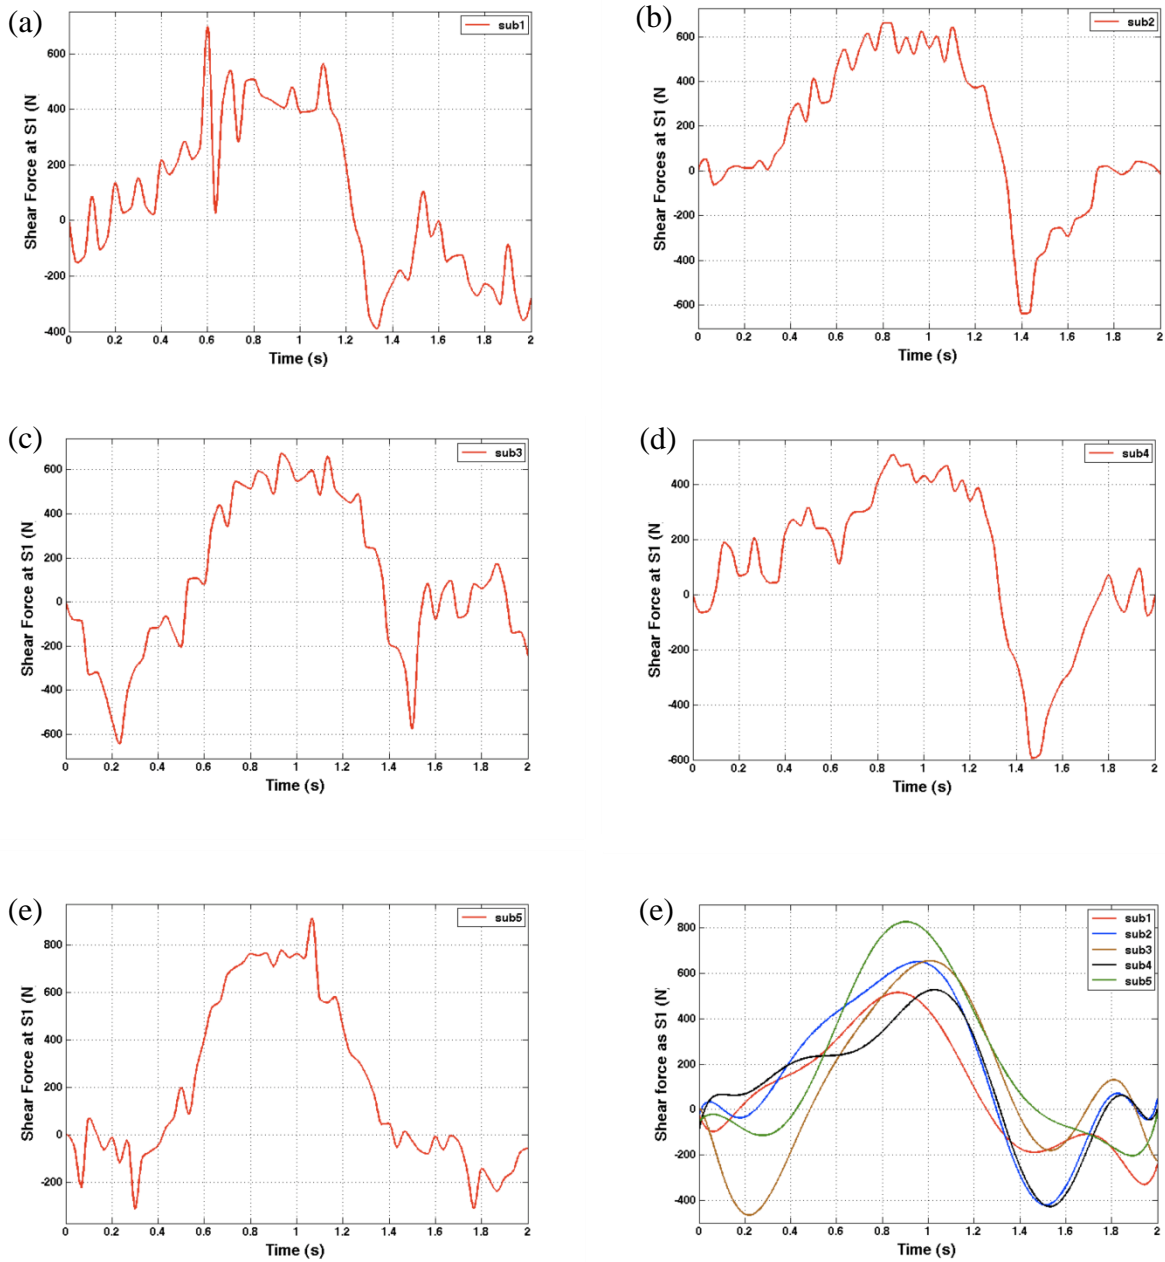 (a)
sub1
Shear Force at S1 (N
600
400
200
0
-200
-400
0 0.2 0.4 0.6 0.8 1 1.2 1.4 1.6 1.8 2
Time (s)
(b)
sub2
Shear Forces at S1 (N
600
400
200
0
-200
-400
-600
0 0.2 0.4 0.6 0.8 1 1.2 1.4 1.6 1.8 2
Time (s)
(c)
sub3
Shear Force at S1 (N
600
400
200
0
-200
-400
-600
0 0.2 0.4 0.6 0.8 1 1.2 1.4 1.6 1.8 2
Time (s)
(d)
sub4
Shear Force at S1 (N
400
200
0
-200
-400
-600
0 0.2 0.4 0.6 0.8 1 1.2 1.4 1.6 1.8 2
Time (s)
(e)
sub5
Shear Force at S1 (N
800
600
400
200
0
-200
0 0.2 0.4 0.6 0.8 1 1.2 1.4 1.6 1.8 2
Time (s)
(e)
sub1
sub2
sub3
sub4
sub5
Shear force as S1 (N)
800
600
400
200
0
-200
-400
0 0.2 0.4 0.6 0.8 1 1.2 1.4 1.6 1.8 2
Time (s)